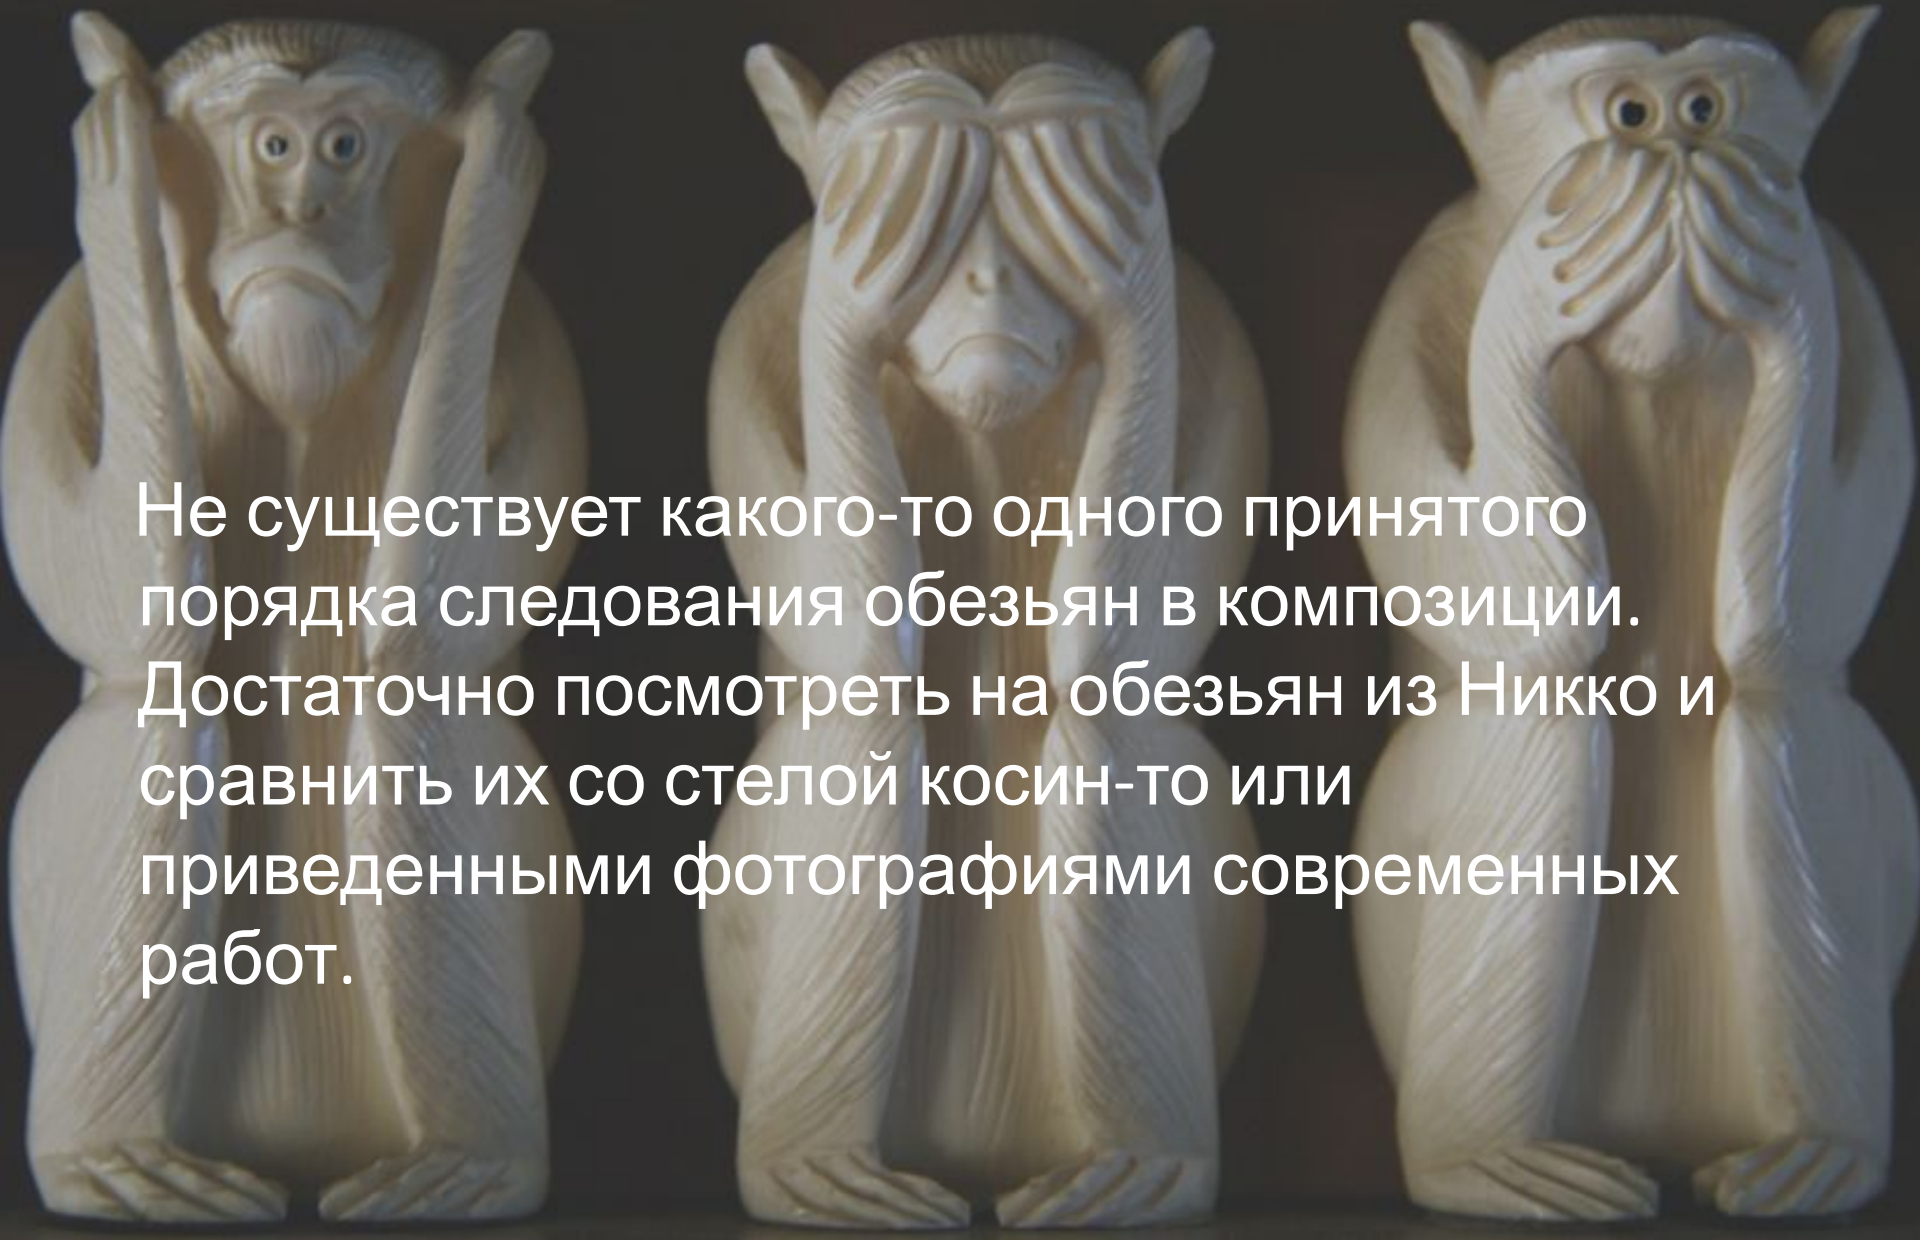 Не существует какого-то одного принятого
порядка следования обезьян в композиции.
Достаточно посмотреть на обезьян из Никко и
сравнить их со стелой косин-то или
приведенными фотографиями современных
работ.